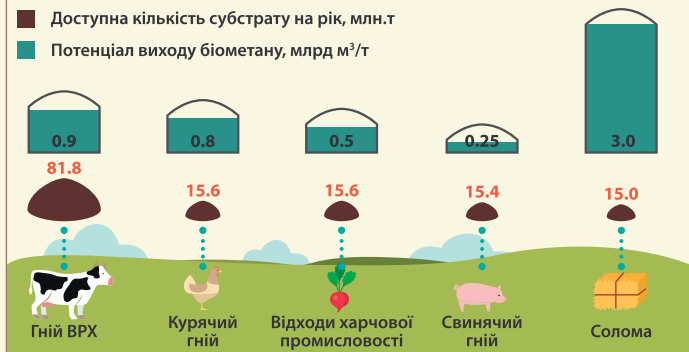 Доступна кількість субстрату на рік, млн.т
Потенціал виходу біометану, млрд м³/т
0.9
0.8
0.5
0.25
3.0
81.8
15.6
15.6
15.4
15.0
Гній ВРХ
Курячий
гній
Відходи харчової
промисловості
Свинячий
гній
Солома